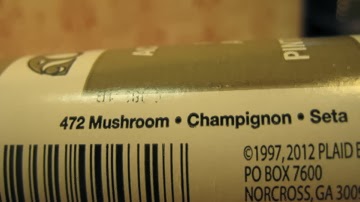 472 Mushroom • Champignon • Seta
©1997, 2012 PLAID
PO BOX 7600
NORCROSS, GA